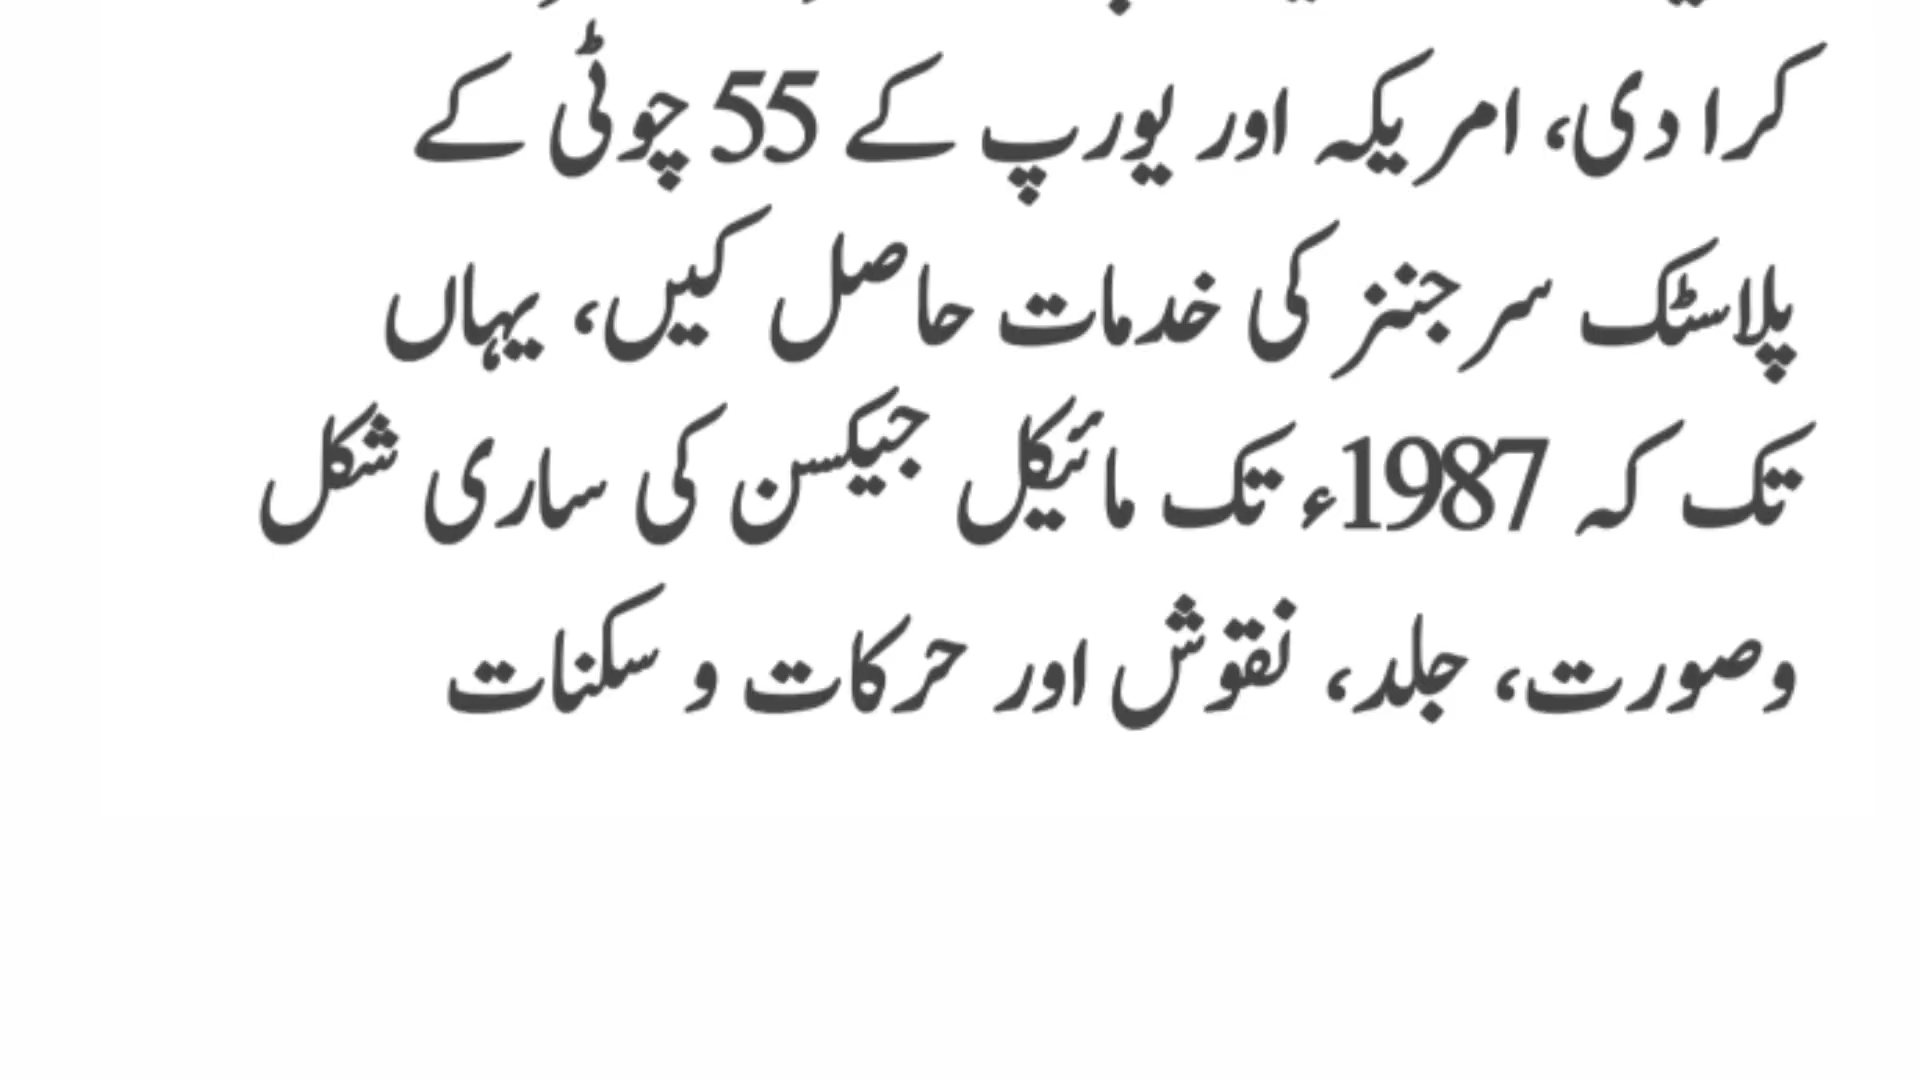 کرا دی، امریکہ اور یورپ کے 55 چوٹی کے
پلاسٹک سرجنز کی خدمات حاصل کیں، یہاں
تک کہ 1987ء تک مائیکل جیکسن کی ساری شکل
وصورت، جلد، نقوش اور حرکات و سکنات